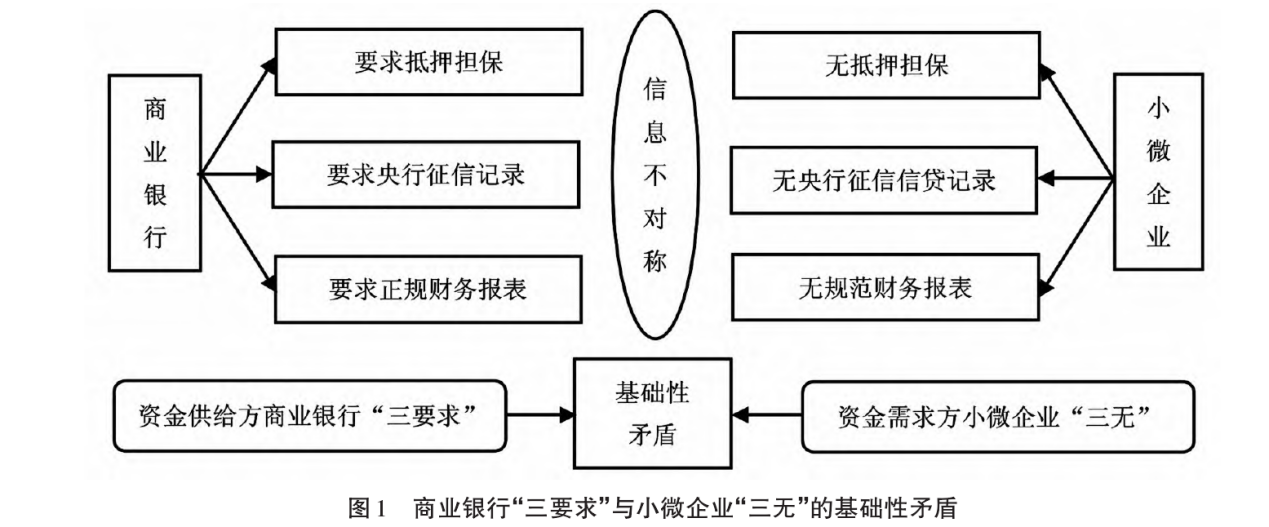 商业银行
要求抵押担保
要求央行征信记录
要求正规财务报表
信息不对称
无抵押担保
无央行征信信贷记录
无规范财务报表
小微企业
资金供给方商业银行“三要求”
基础性
矛盾
资金需求方小微企业“三无”
图1 商业银行“三要求”与小微企业“三无”的基础性矛盾